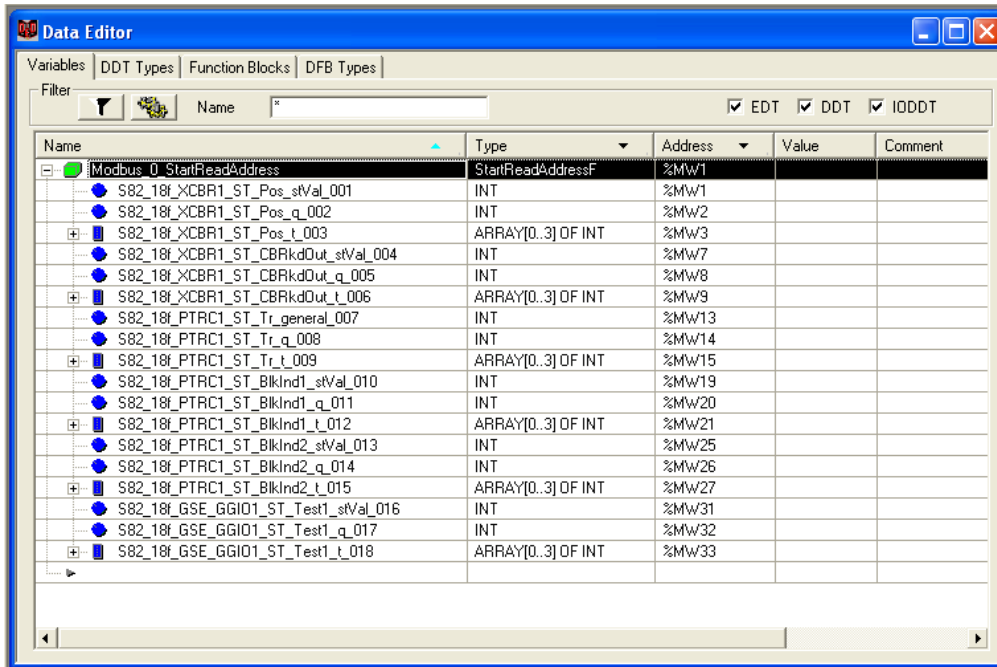 Data Editor
Variables DDT Types Function Blocks DFB Types
Filter
Name * EDT DDT IODDT
Name Type Address Value Comment
Modbus_0_StartReadAddress StartReadAddressF %MW1
S82_18f_XCBR1_ST_Pos_stVal_001 INT %MW1
S82_18f_XCBR1_ST_Pos_q_002 INT %MW2
S82_18f_XCBR1_ST_Pos_t_003 ARRAY[0..3] OF INT %MW3
S82_18f_XCBR1_ST_CBRkdOut_stVal_004 INT %MW7
S82_18f_XCBR1_ST_CBRkdOut_q_005 INT %MW8
S82_18f_XCBR1_ST_CBRkdOut_t_006 ARRAY[0..3] OF INT %MW9
S82_18f_PTRC1_ST_Tr_general_007 INT %MW13
S82_18f_PTRC1_ST_Tr_q_008 INT %MW14
S82_18f_PTRC1_ST_Tr_t_009 ARRAY[0..3] OF INT %MW15
S82_18f_PTRC1_ST_BlkInd1_stVal_010 INT %MW19
S82_18f_PTRC1_ST_BlkInd1_q_011 INT %MW20
S82_18f_PTRC1_ST_BlkInd1_t_012 ARRAY[0..3] OF INT %MW21
S82_18f_PTRC1_ST_BlkInd2_stVal_013 INT %MW25
S82_18f_PTRC1_ST_BlkInd2_q_014 INT %MW26
S82_18f_PTRC1_ST_BlkInd2_t_015 ARRAY[0..3] OF INT %MW27
S82_18f_GSE_GGIO1_ST_Test1_stVal_016 INT %MW31
S82_18f_GSE_GGIO1_ST_Test1_q_017 INT %MW32
S82_18f_GSE_GGIO1_ST_Test1_t_018 ARRAY[0..3] OF INT %MW33